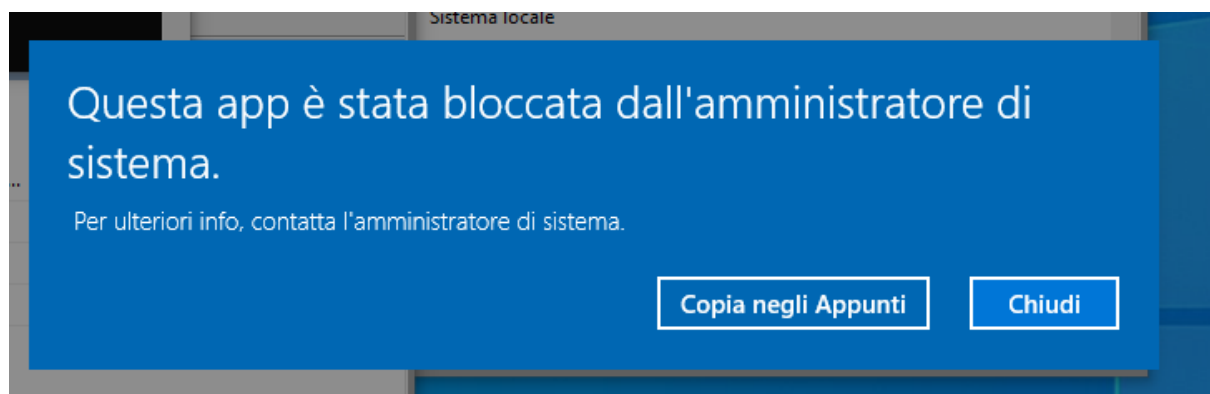 Sistema locale
Questa app è stata bloccata dall'amministratore di
sistema.
...
Per ulteriori info, contatta l'amministratore di sistema.
Copia negli Appunti
Chiudi